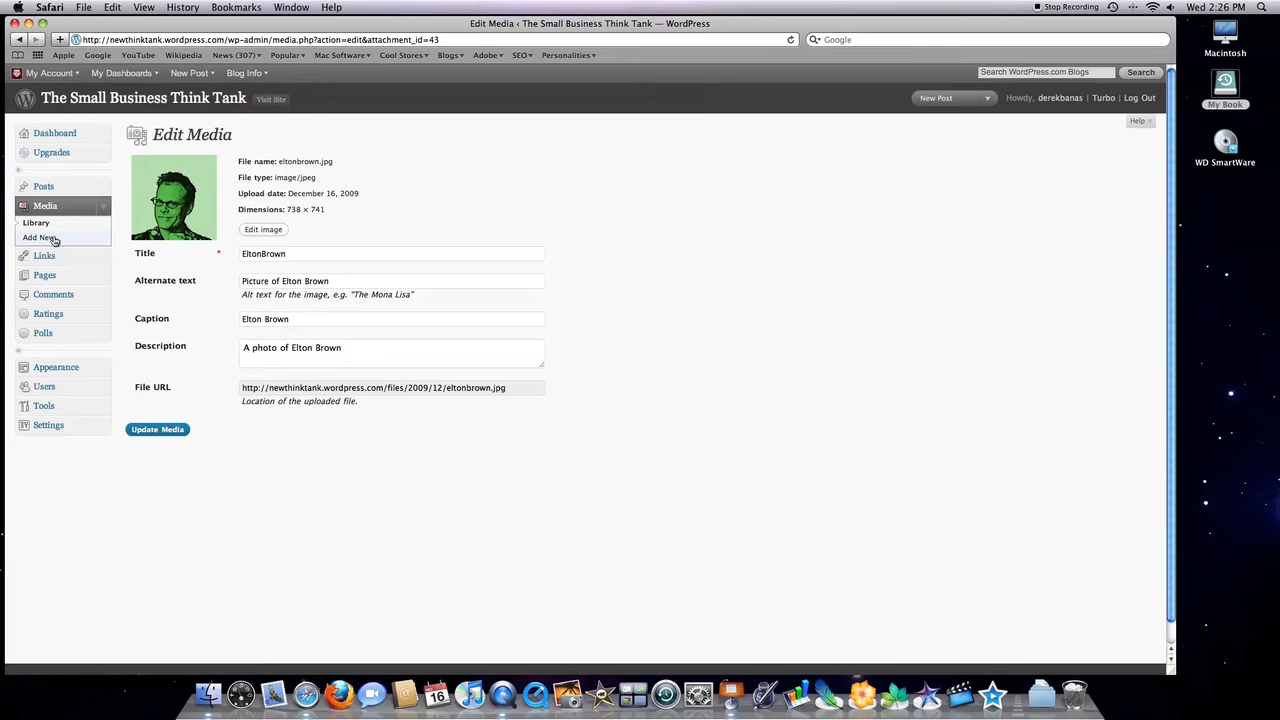 Safari File Edit View History Bookmarks Window Help Stop Recording Wed 2:26 PM
Edit Media ‹ The Small Business Think Tank — WordPress
http://newthinktank.wordpress.com/wp-admin/media.php?action=edit&attachment_id=43 Google
Apple Google YouTube Wikipedia News (307) Popular Mac Software Cool Stores Blogs Adobe SEO Personalities
Macintosh
My Account My Dashboards New Post Blog Info Search WordPress.com Blogs Search
The Small Business Think Tank Visit Site New Post Howdy, derekbanas | Turbo | Log Out
My Book
Help
Dashboard
Upgrades
Posts
Media
Library
Add New
Links
Pages
Comments
Ratings
Polls
Appearance
Users
Tools
Settings
Edit Media
File name: eltonbrown.jpg
File type: image/jpeg
Upload date: December 16, 2009
Dimensions: 738 × 741
Edit image
Title * EltonBrown
Alternate text Picture of Elton Brown
Alt text for the image, e.g. “The Mona Lisa”
Caption Elton Brown
Description A photo of Elton Brown
File URL http://newthinktank.wordpress.com/files/2009/12/eltonbrown.jpg
Location of the uploaded file.
Update Media
WD SmartWare
16